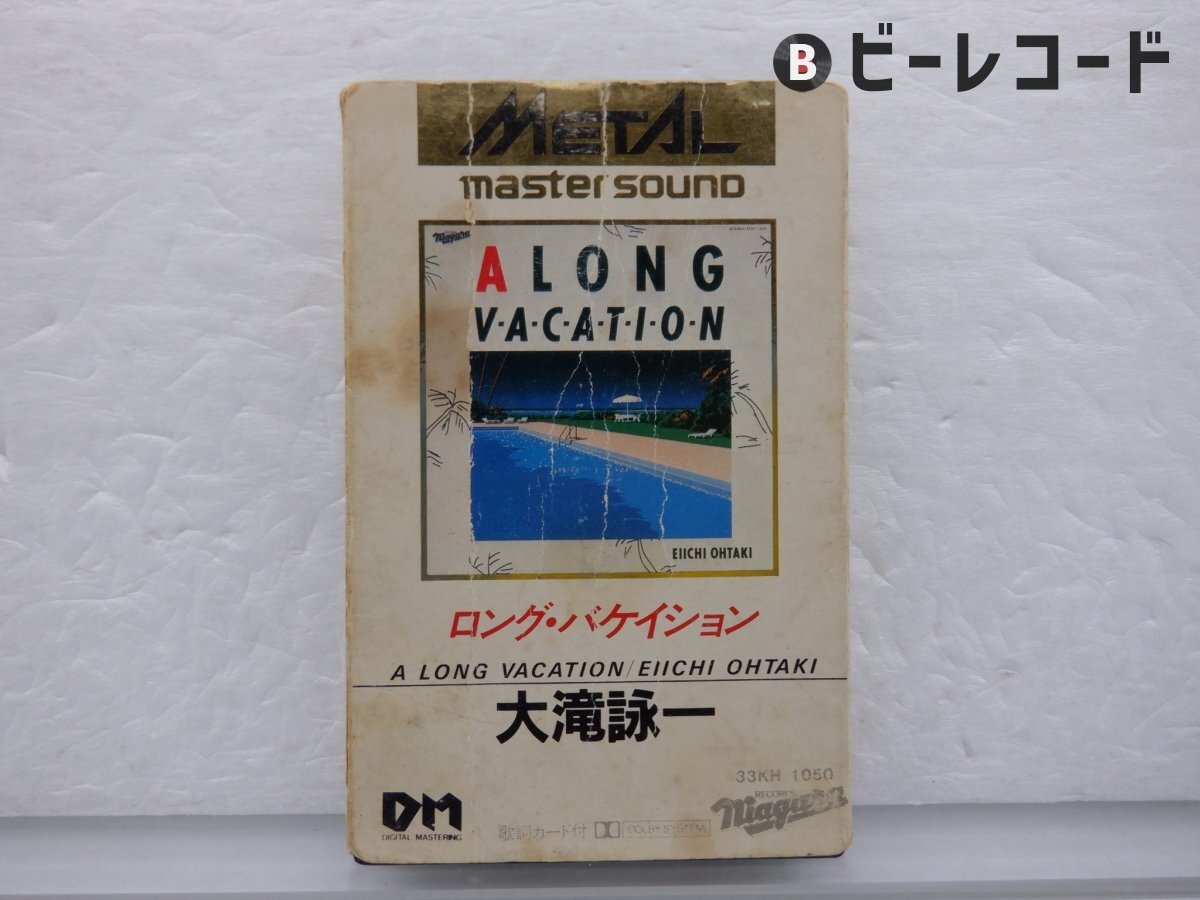 B ビーレコード
METAL
master sound
Niagara
A LONG
V·A·C·A·T·I·O·N
EIICHI OHTAKI
ロング・バケイション
A LONG VACATION/EIICHI OHTAKI
大滝詠一
33KH 1050
RECORDS
Niagara
DM
DIGITAL MASTERING
歌詞カード付 DOLBY SYSTEM